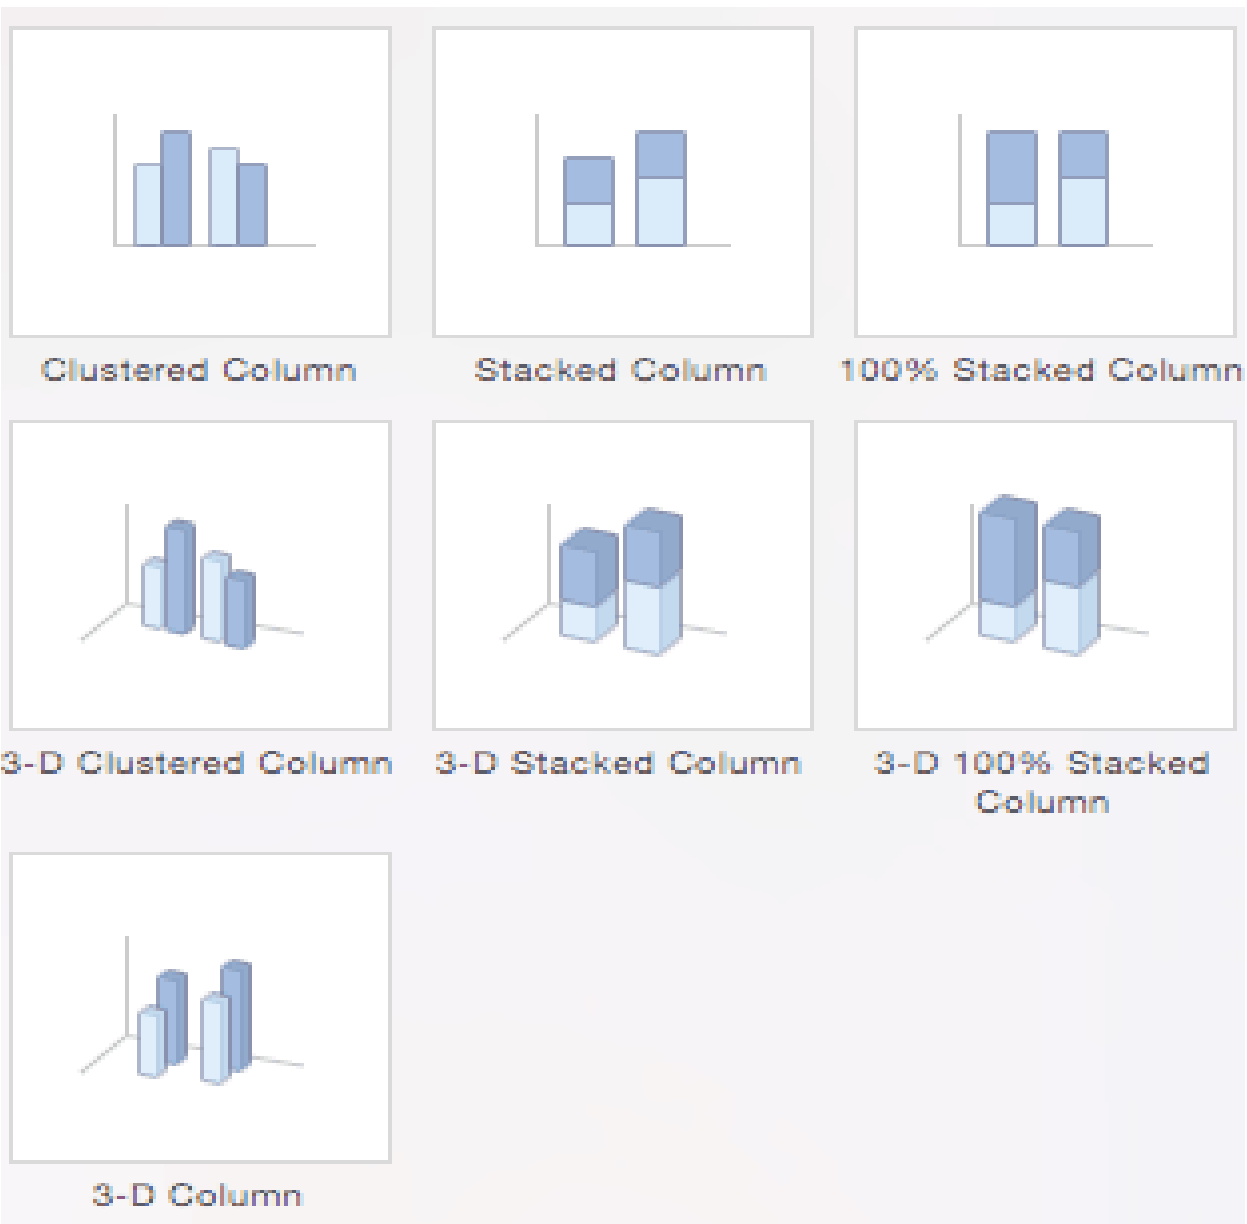 Clustered Column
Stacked Column
100% Stacked Column
3-D Clustered Column
3-D Stacked Column
3-D 100% Stacked
Column
3-D Column